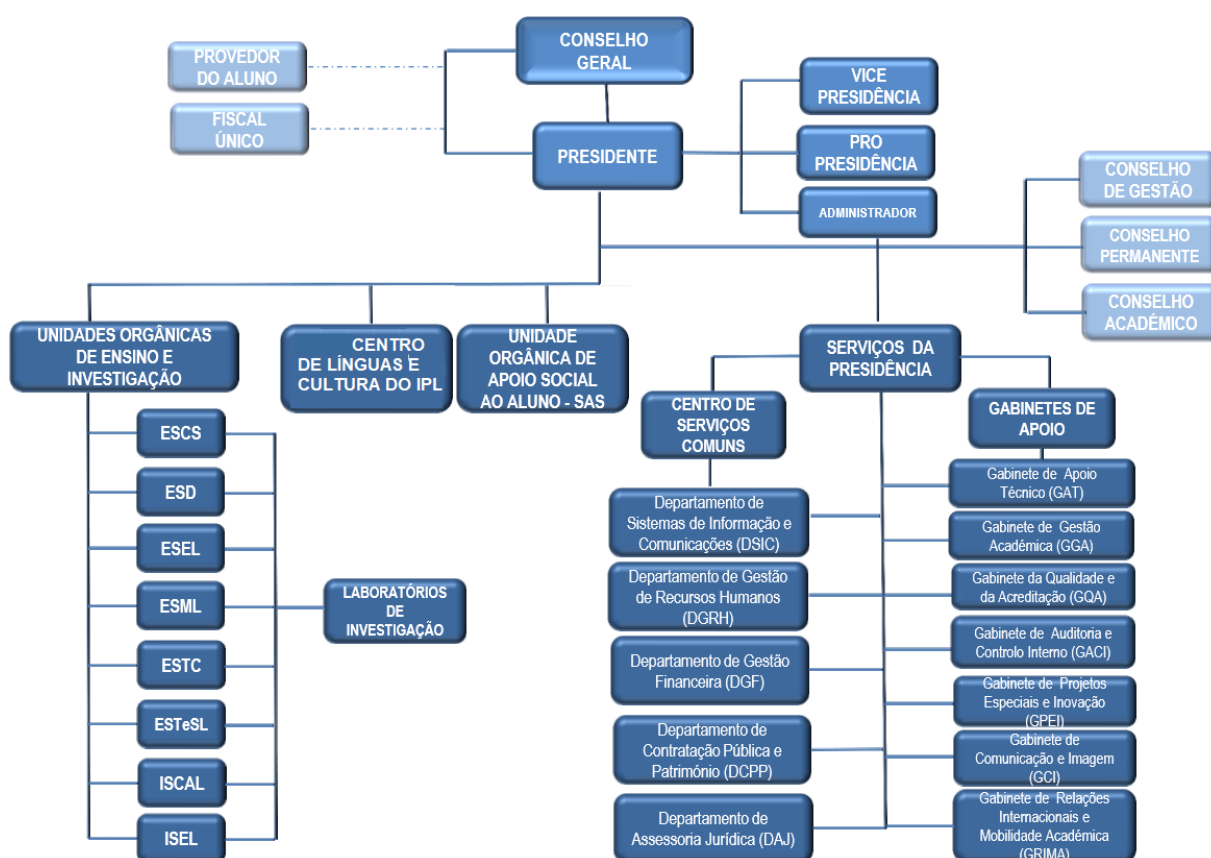 CONSELHO
GERAL
PROVEDOR
DO ALUNO
FISCAL
ÚNICO
PRESIDENTE
VICE
PRESIDÊNCIA
PRO
PRESIDÊNCIA
ADMINISTRADOR
CONSELHO
DE GESTÃO
CONSELHO
PERMANENTE
CONSELHO
ACADÉMICO
UNIDADES ORGÂNICAS
DE ENSINO E
INVESTIGAÇÃO
CENTRO
DE LÍNGUAS E
CULTURA DO IPL
UNIDADE
ORGÂNICA DE
APOIO SOCIAL
AO ALUNO - SAS
SERVIÇOS DA
PRESIDÊNCIA
ESCS
ESD
ESEL
ESML
ESTC
ESTeSL
ISCAL
ISEL
LABORATÓRIOS
DE
INVESTIGAÇÃO
CENTRO DE
SERVIÇOS
COMUNS
Departamento de
Sistemas de Informação e
Comunicações (DSIC)
Departamento de Gestão
de Recursos Humanos
(DGRH)
Departamento de Gestão
Financeira (DGF)
Departamento de
Contratação Pública e
Património (DCPP)
Departamento de
Assessoria Jurídica (DAJ)
GABINETES DE
APOIO
Gabinete de Apoio
Técnico (GAT)
Gabinete de Gestão
Académica (GGA)
Gabinete da Qualidade e
da Acreditação (GQA)
Gabinete de Auditoria e
Controlo Interno (GACI)
Gabinete de Projetos
Especiais e Inovação
(GPEI)
Gabinete de
Comunicação e Imagem
(GCI)
Gabinete de Relações
Internacionais e
Mobilidade Académica
(GRIMA)